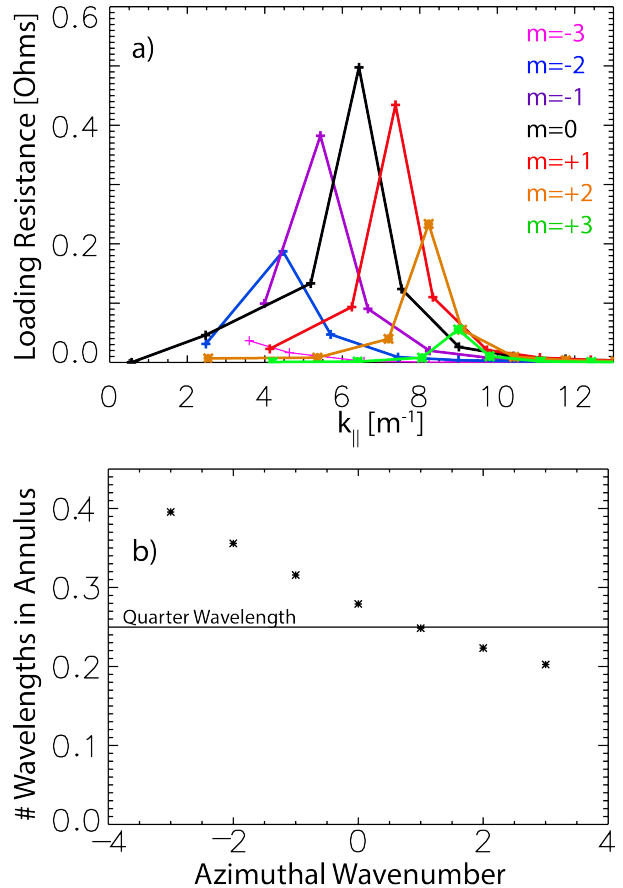 0.6
a)
m=-3
m=-2
m=-1
m=0
m=+1
m=+2
m=+3
0.4
0.2
0.0
Loading Resistance [Ohms]
0 2 4 6 8 10 12
k|| [m-1]
b)
0.4
0.3
Quarter Wavelength
0.2
0.1
0.0
# Wavelengths in Annulus
−4 −2 0 2 4
Azimuthal Wavenumber